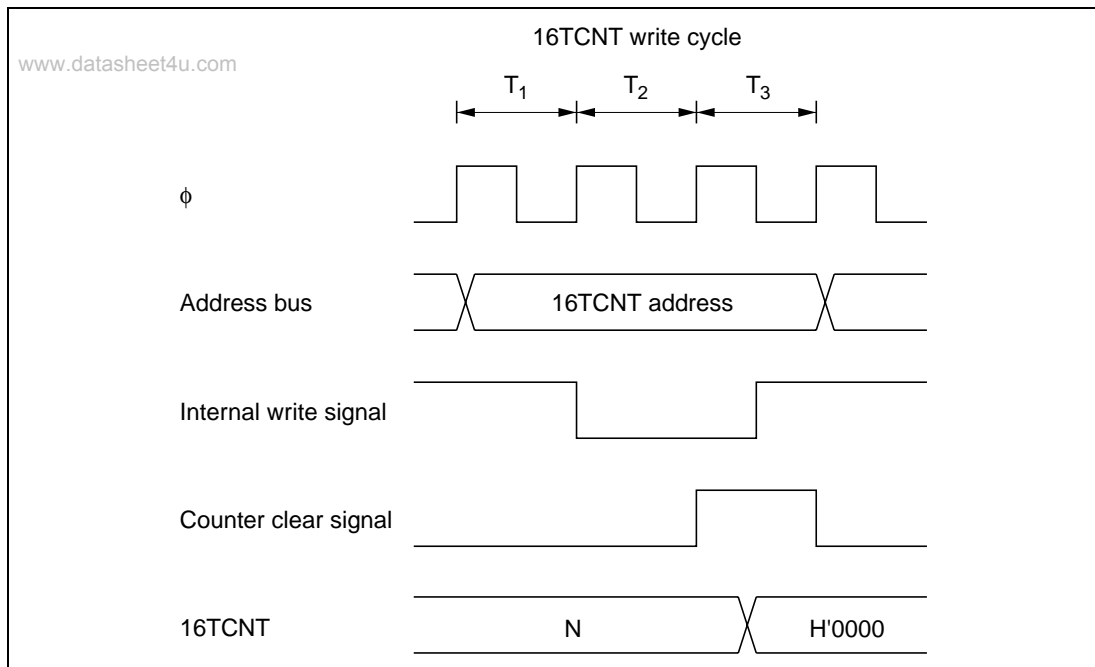 16TCNT write cycle
www.datasheet4u.com
T1 T2 T3
φ
Address bus 16TCNT address
Internal write signal
Counter clear signal
16TCNT N H'0000